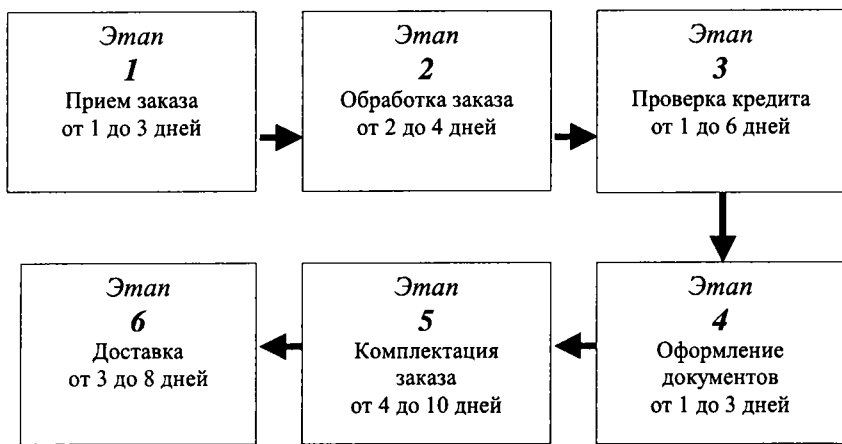 Этап
1
Прием заказа
от 1 до 3 дней
Этап
2
Обработка заказа
от 2 до 4 дней
Этап
3
Проверка кредита
от 1 до 6 дней
Этап
4
Оформление
документов
от 1 до 3 дней
Этап
5
Комплектация
заказа
от 4 до 10 дней
Этап
6
Доставка
от 3 до 8 дней